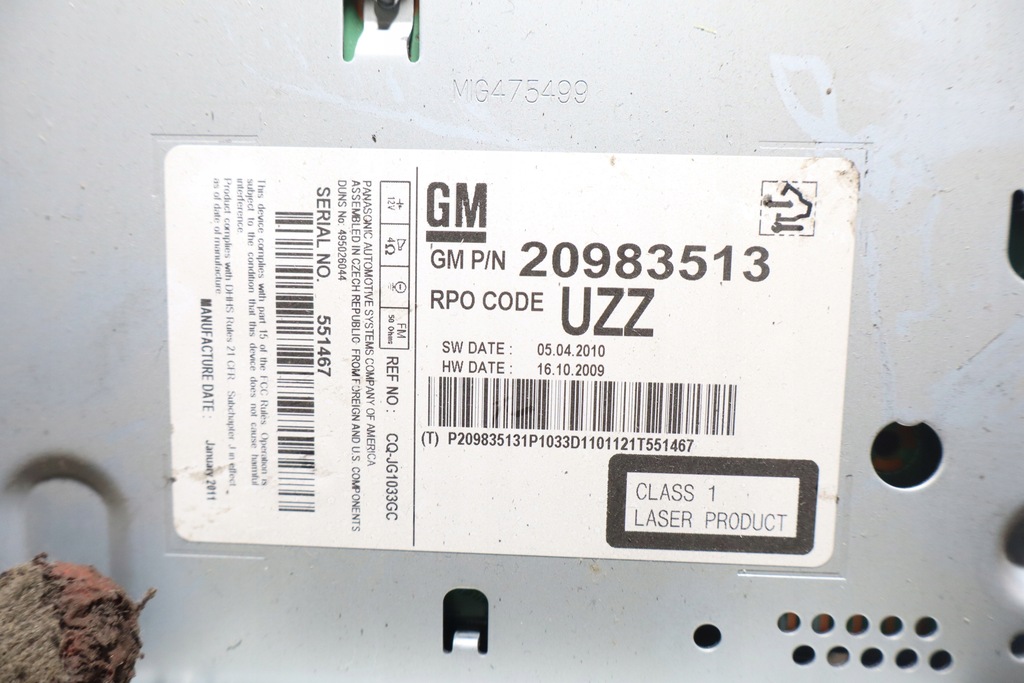 MIG475499
GM
GM P/N 20983513
RPO CODE UZZ
SW DATE : 05.04.2010
HW DATE : 16.10.2009
(T) P209835131P1033D1101121T551467
CLASS 1
LASER PRODUCT
+ 12V 4Ω FM 50 Ohms REF NO : CQ-JG1033GC
PANASONIC AUTOMOTIVE SYSTEMS COMPANY OF AMERICA
ASSEMBLED IN CZECH REPUBLIC FROM FOREIGN AND U.S. COMPONENTS
DUNS No: 495026044
SERIAL NO. 551467
This device complies with part 15 of the FCC Rules. Operation is
subject to the condition that this device does not cause harmful
interference
Product complies with DHHS Rules 21 CFR Subchapter J in effect
as of date of manufacture.
MANUFACTURE DATE : January 2011